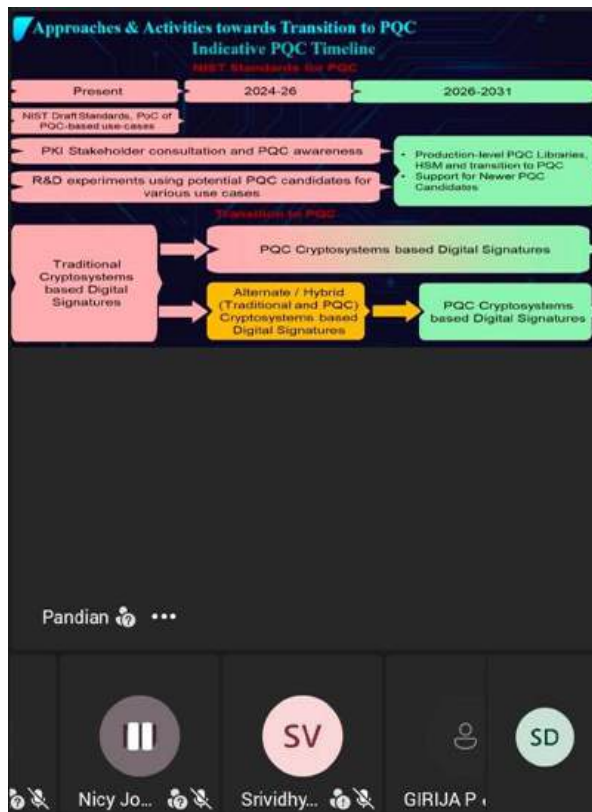 Approaches & Activities towards Transition to PQC
Indicative PQC Timeline
NIST Standards for PQC
Present
2024-26
2026-2031
NIST Draft Standards, PoC of
PQC-based use-cases
PKI Stakeholder consultation and PQC awareness
R&D experiments using potential PQC candidates for
various use cases
• Production-level PQC Libraries,
HSM and transition to PQC
• Support for Newer PQC
Candidates
Transition to PQC
Traditional
Cryptosystems
based Digital
Signatures
PQC Cryptosystems based Digital Signatures
Alternate / Hybrid
(Traditional and PQC)
Cryptosystems based
Digital Signatures
PQC Cryptosystems
based Digital Signatures
Pandian
SV
SD
Nicy Jo...
Srividhy...
GIRIJA P